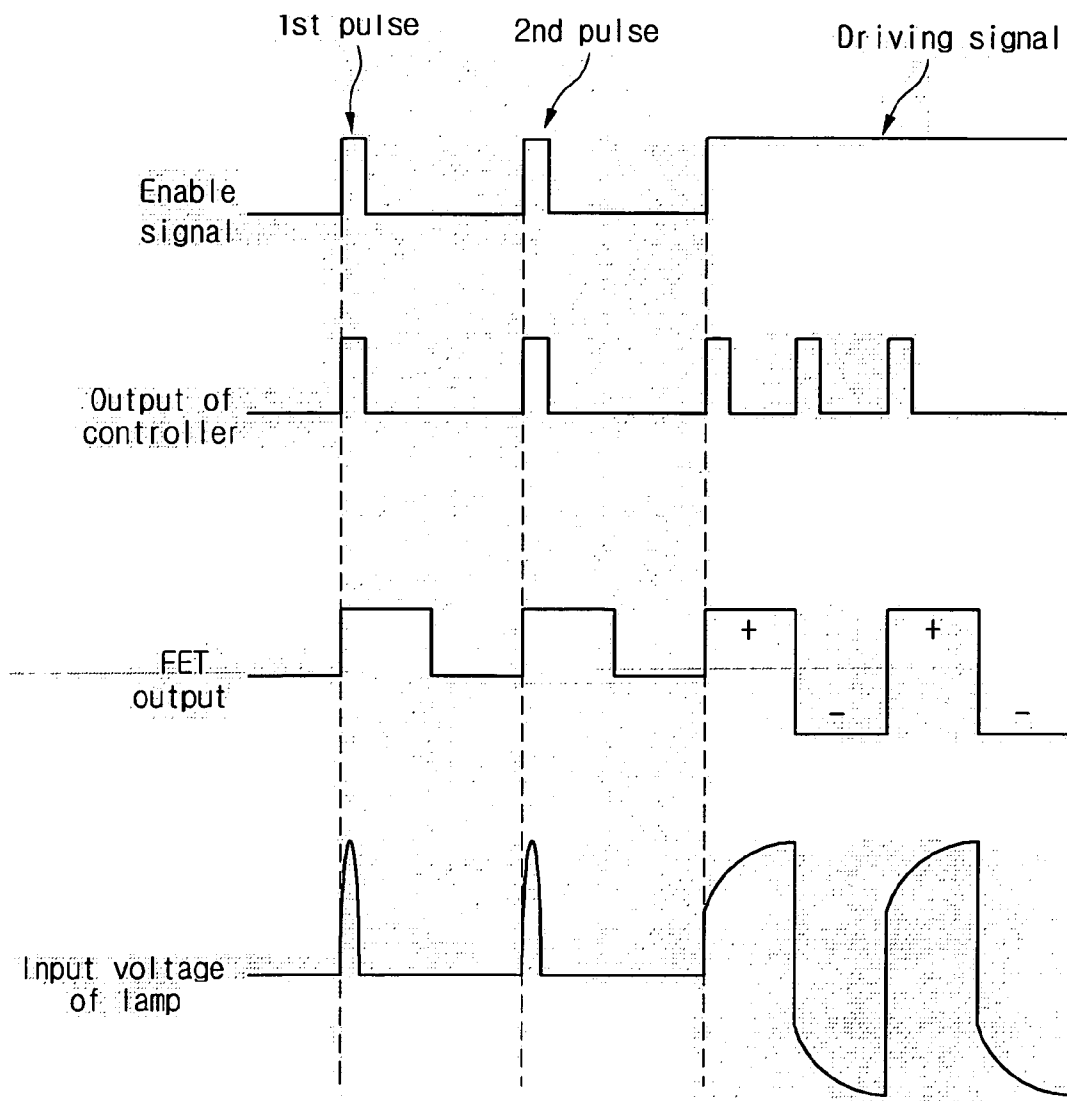 1st pulse
2nd pulse
Driving signal
Enable
signal
Output of
controller
+
+
FET
output
−
−
Input voltage
of lamp